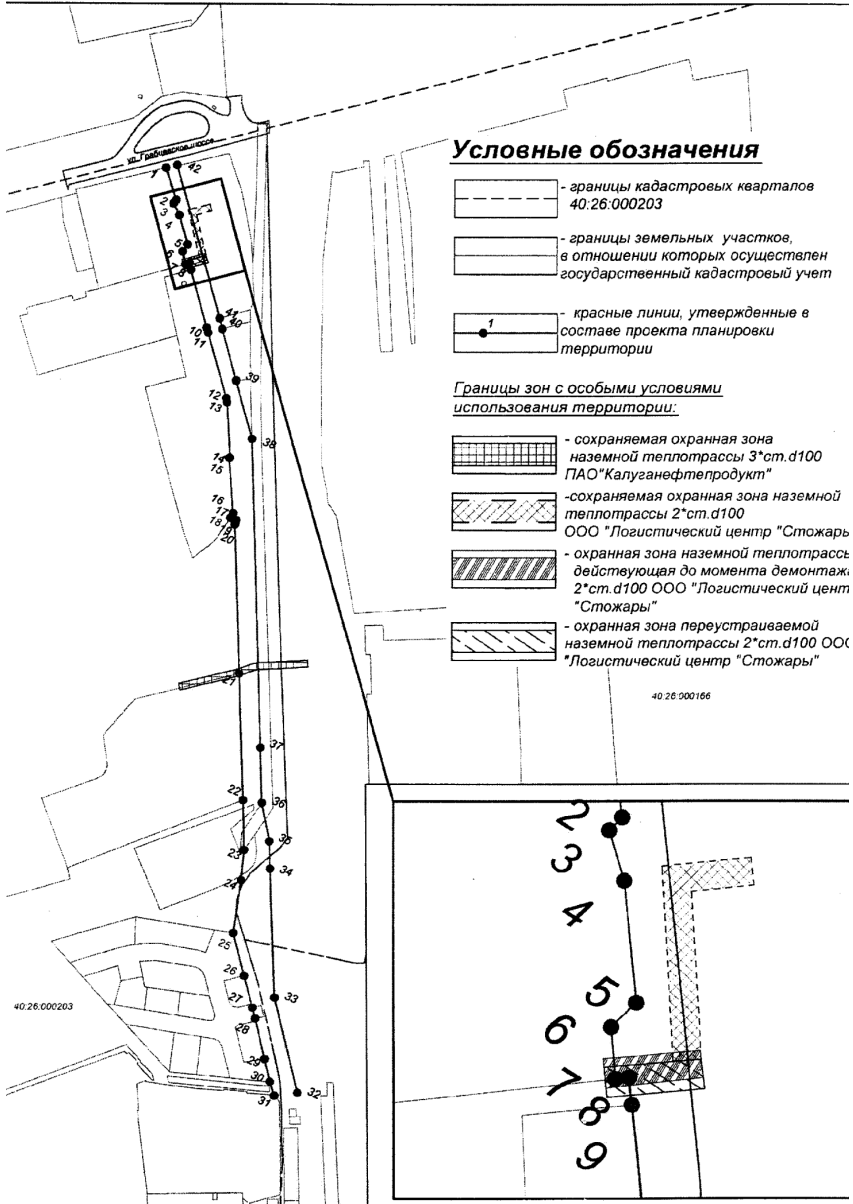 ул. Грабцевское шоссе
1
42
2
3
4
5
6
7
8
9
41
40
10
11
39
12
13
38
14
15
16
17
18
19
20
21
37
22
36
23
35
34
24
25
26
27
33
28
29
30
31
32
40:26:000203
Условные обозначения
- границы кадастровых кварталов
40:26:000203
- границы земельных участков,
в отношении которых осуществлен
государственный кадастровый учет
1
- красные линии, утвержденные в
составе проекта планировки
территории
Границы зон с особыми условиями
использования территории:
- сохраняемая охранная зона
наземной теплотрассы 3*ст.d100
ПАО"Калуганефтепродукт"
-сохраняемая охранная зона наземной
теплотрассы 2*ст.d100
ООО "Логистический центр "Стожары
- охранная зона наземной теплотрассы
действующая до момента демонтажа
2*ст.d100 ООО "Логистический цент
"Стожары"
- охранная зона переустраиваемой
наземной теплотрассы 2*ст.d100 ООО
"Логистический центр "Стожары"
40:26:000166
2
3
4
5
6
7
8
9